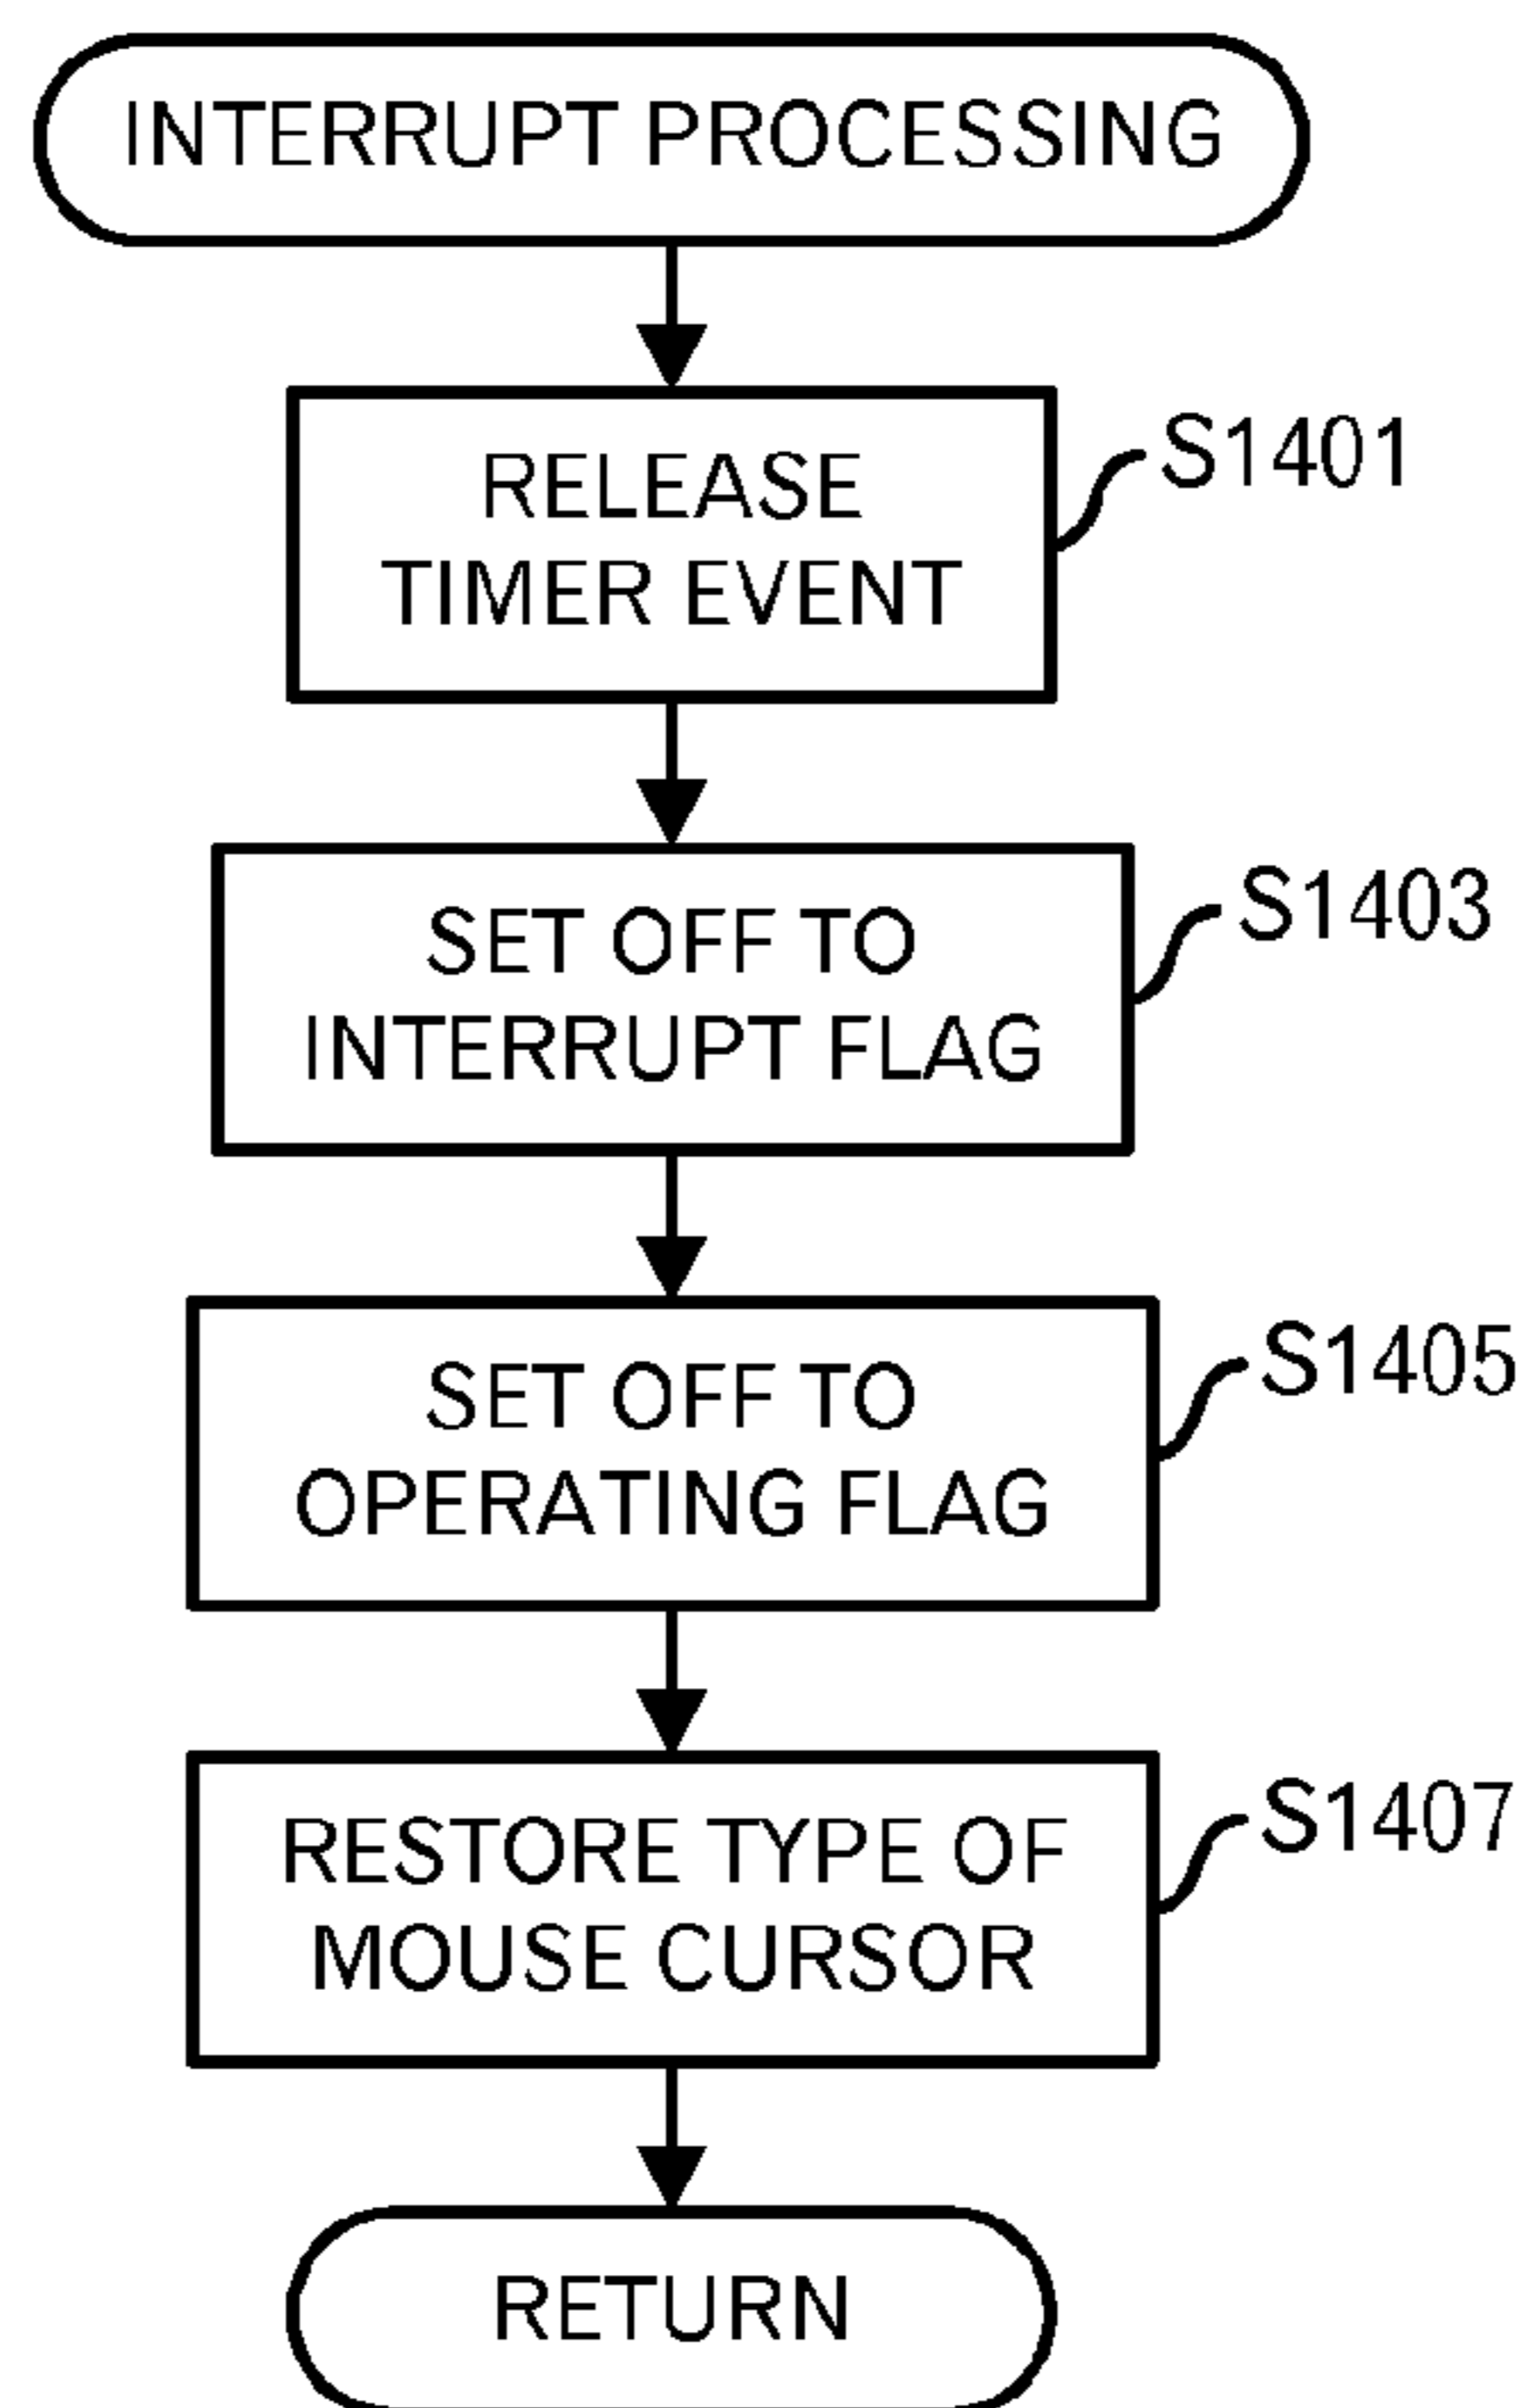 INTERRUPT PROCESSING
RELEASE
TIMER EVENT
S1401
SET OFF TO
INTERRUPT FLAG
S1403
SET OFF TO
OPERATING FLAG
S1405
RESTORE TYPE OF
MOUSE CURSOR
S1407
RETURN